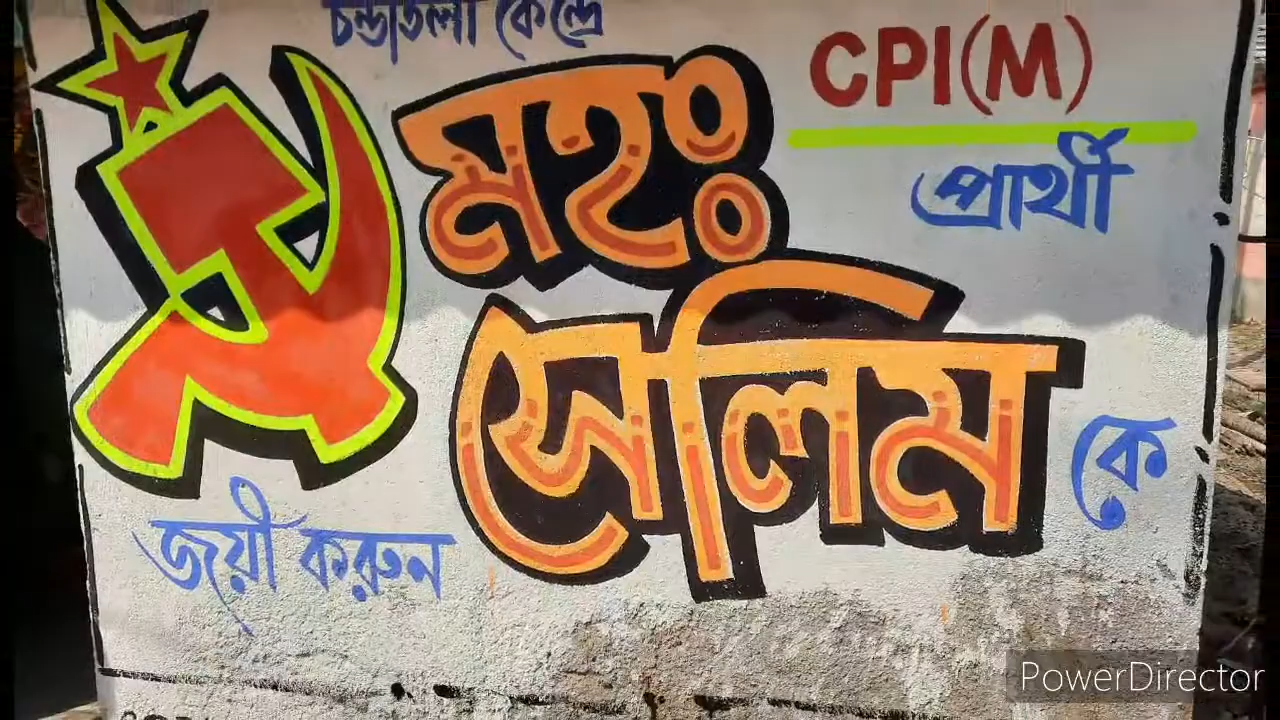 চন্ডীতলা কেন্দ্রে
CPI(M)
প্রার্থী
মহঃ
সেলিম
কে
জয়ী করুন
PowerDirector